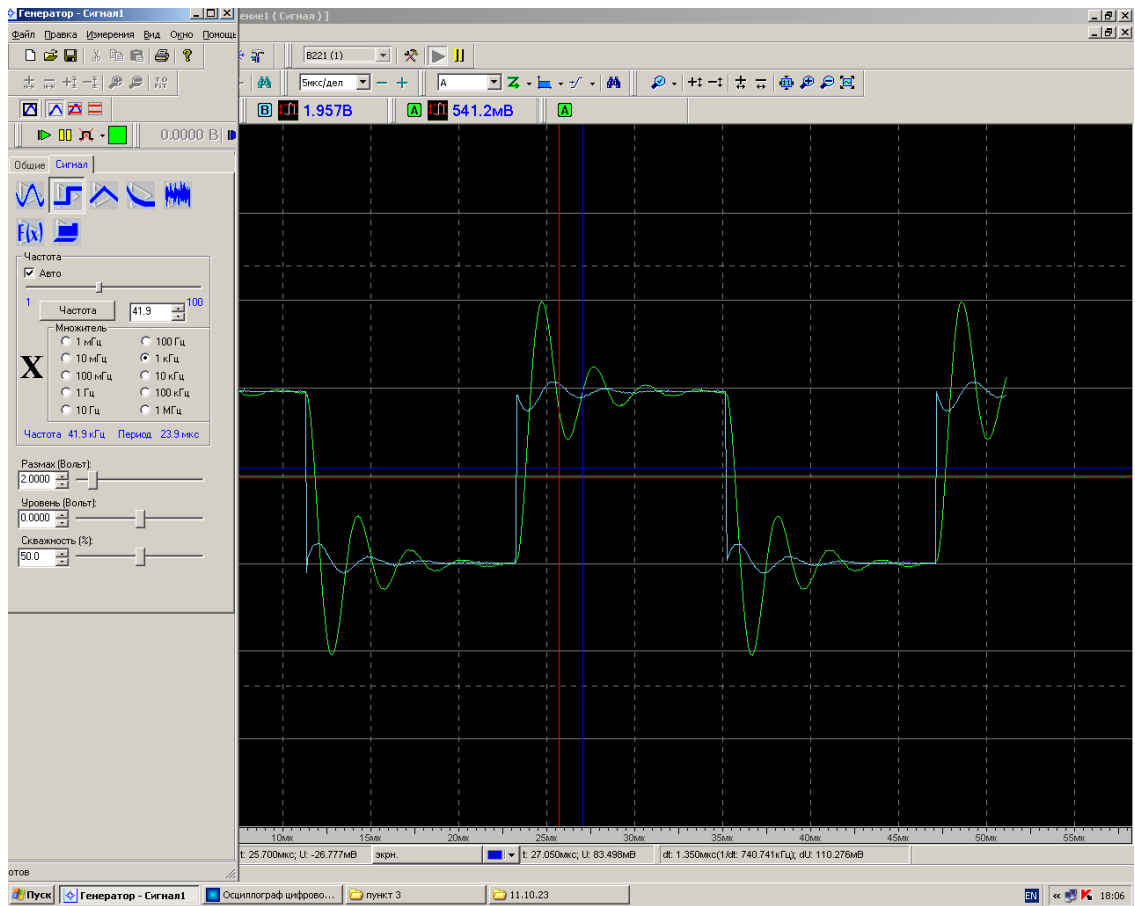 Генератор - Сигнал1
ение1 ( Сигнал ) ]
Файл Правка Измерения Вид Окно Помощь
B221 (1)
5мкс/дел
A
B 1.957В
A 541.2мВ
A
0.0000 В
Общие Сигнал
F(x)
Частота
Авто
1 100
Частота 41.9
Множитель
X
1 мГц 100 Гц
10 мГц 1 кГц
100 мГц 10 кГц
1 Гц 100 кГц
10 Гц 1 МГц
Частота 41.9 кГц Период 23.9 мкс
Размах (Вольт):
2.0000
Уровень (Вольт):
0.0000
Скважность (%):
50.0
10мк 15мк 20мк 25мк 30мк 35мк 40мк 45мк 50мк 55мк
t: 25.700мкс; U: -26.777мВ экрн. t: 27.050мкс; U: 83.498мВ dt: 1.350мкс(1/dt: 740.741кГц); dU: 110.276мВ
отов
Пуск Генератор - Сигнал1 Осциллограф цифрово... пункт 3 11.10.23 EN « 18:06